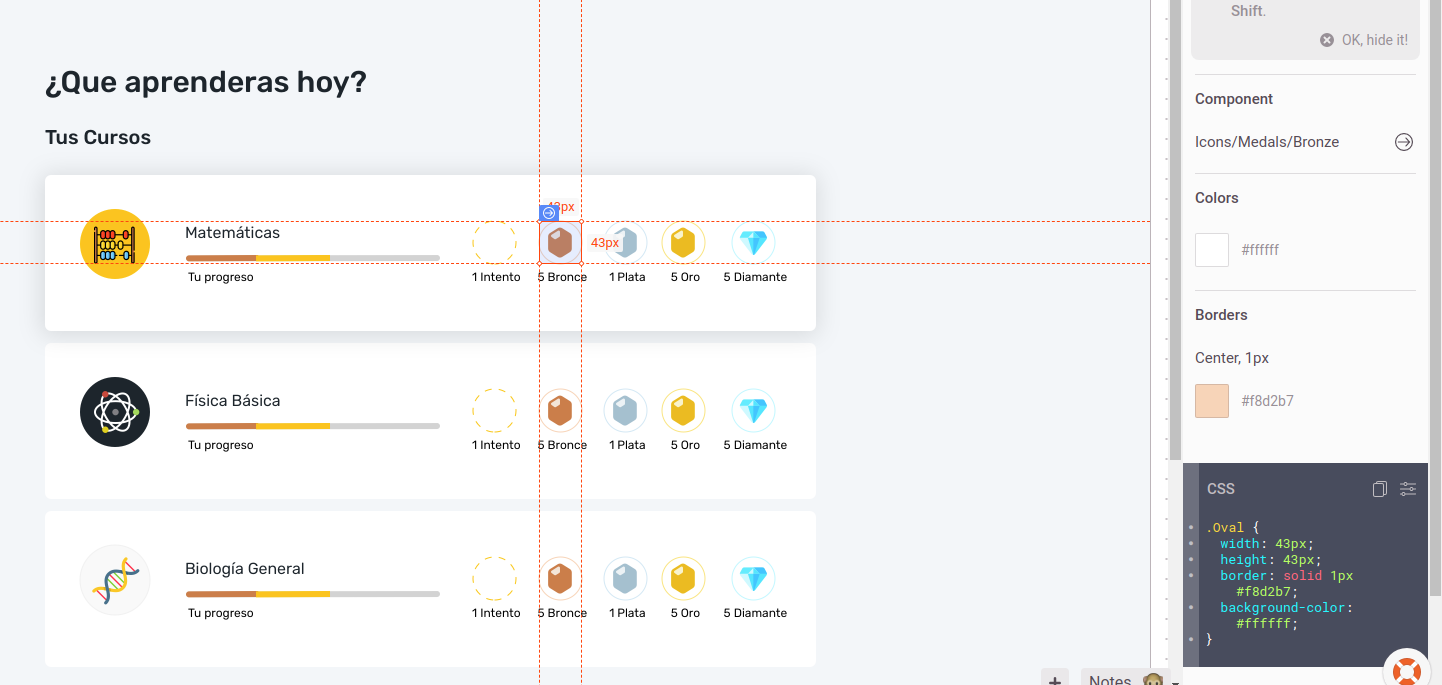 ¿Que aprenderas hoy?
Tus Cursos
43px
Matemáticas
43px
Tu progreso
1 Intento
5 Bronce
1 Plata
5 Oro
5 Diamante
Física Básica
Tu progreso
1 Intento
5 Bronce
1 Plata
5 Oro
5 Diamante
Biología General
Tu progreso
1 Intento
5 Bronce
1 Plata
5 Oro
5 Diamante
Notes
Shift.
OK, hide it!
Component
Icons/Medals/Bronze
Colors
#ffffff
Borders
Center, 1px
#f8d2b7
CSS
.Oval {
width: 43px;
height: 43px;
border: solid 1px
#f8d2b7;
background-color:
#ffffff;
}